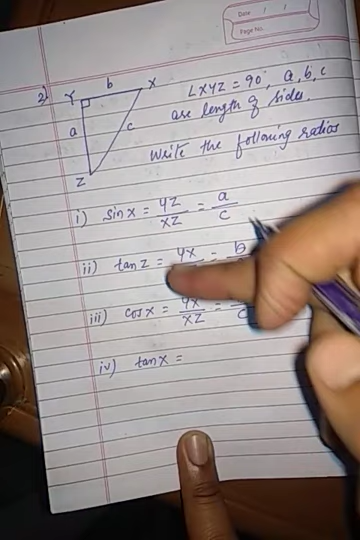 Date / /
Page No.
2)
Y b X
a c
Z
∠XYZ = 90° a, b, c
are length of sides.
Write the following ratios
i) sin X = YZ/XZ = a/c
ii) tan Z = YX = b
iii) cos X = YX/XZ =
iv) tan X =